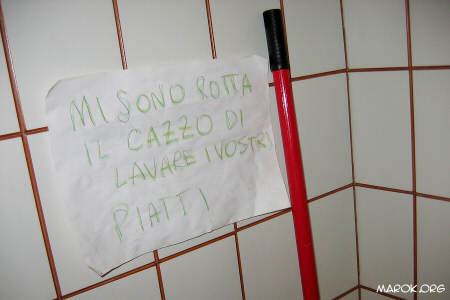 MI SONO ROTTA
IL CAZZO DI
LAVARE I VOSTRI
PIATTI
MAROK.ORG